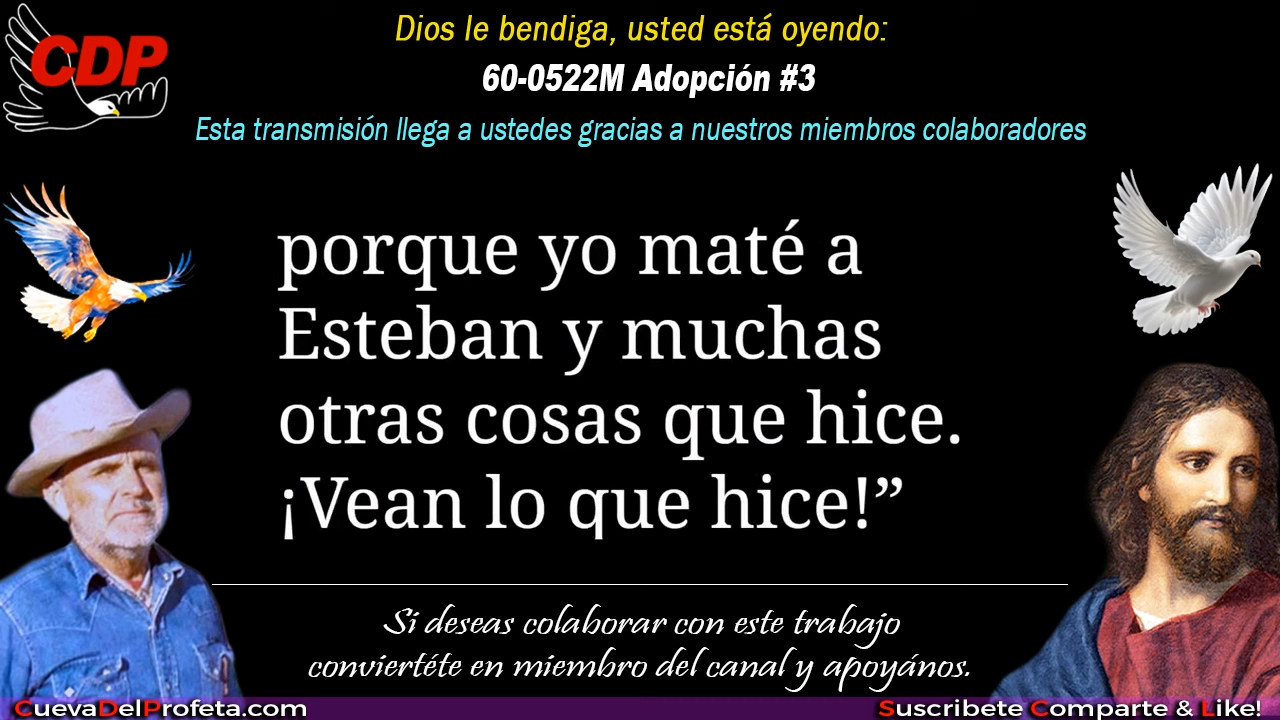 CDP
Dios le bendiga, usted está oyendo:
60-0522M Adopción #3
Esta transmisión llega a ustedes gracias a nuestros miembros colaboradores
porque yo maté a
Esteban y muchas
otras cosas que hice.
¡Vean lo que hice!”
Si deseas colaborar con este trabajo
conviertéte en miembro del canal y apoyános.
CuevaDelProfeta.com
Suscribete Comparte & Like!